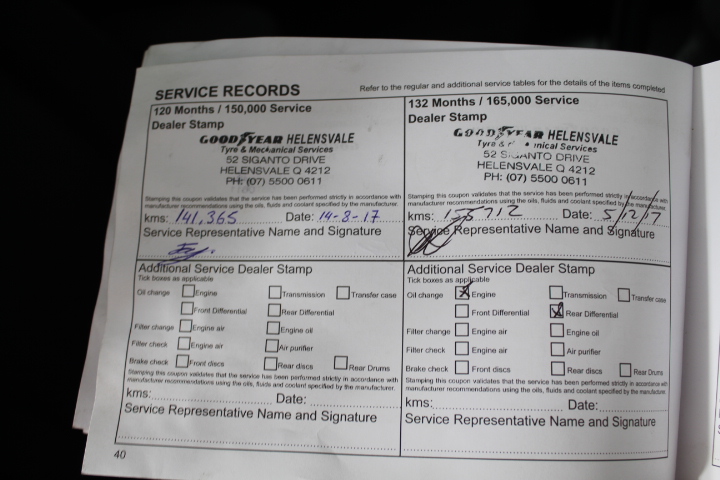 SERVICE RECORDS
Refer to the regular and additional service tables for the details of the items completed
120 Months / 150,000 Service
Dealer Stamp
GOODYEAR HELENSVALE
Tyre & Mechanical Services
52 SIGANTO DRIVE
HELENSVALE Q 4212
PH: (07) 5500 0611
Stamping this coupon validates that the service has been performed strictly in accordance with
manufacturer recommendations using the oils, fluids and coolant specified by the manufacturer.
kms: 141,365 Date: 14-8-17
Service Representative Name and Signature
Additional Service Dealer Stamp
Tick boxes as applicable
Oil change Engine Transmission Transfer case
Front Differential Rear Differential
Filter change Engine air Engine oil
Filter check Engine air Air purifier
Brake check Front discs Rear discs Rear Drums
Stamping this coupon validates that the service has been performed strictly in accordance with
manufacturer recommendations using the oils, fluids and coolant specified by the manufacturer.
kms: Date:
Service Representative Name and Signature
40
132 Months / 165,000 Service
Dealer Stamp
GOODYEAR HELENSVALE
Tyre & nical Services
52 SIGANTO DRIVE
HELENSVALE Q 4212
PH: (07) 5500 0611
Stamping this coupon validates that the service has been performed strictly in accordance with
manufacturer recommendations using the oils, fluids and coolant specified by the manufacturer.
kms: 712 Date: 5/12/17
Service Representative Name and Signature
Additional Service Dealer Stamp
Tick boxes as applicable
Oil change X Engine Transmission Transfer case
Front Differential X Rear Differential
Filter change Engine air Engine oil
Filter check Engine air Air purifier
Brake check Front discs Rear discs Rear Drums
Stamping this coupon validates that the service has been performed strictly in accordance with
manufacturer recommendations using the oils, fluids and coolant specified by the manufacturer.
kms: Date:
Service Representative Name and Signature